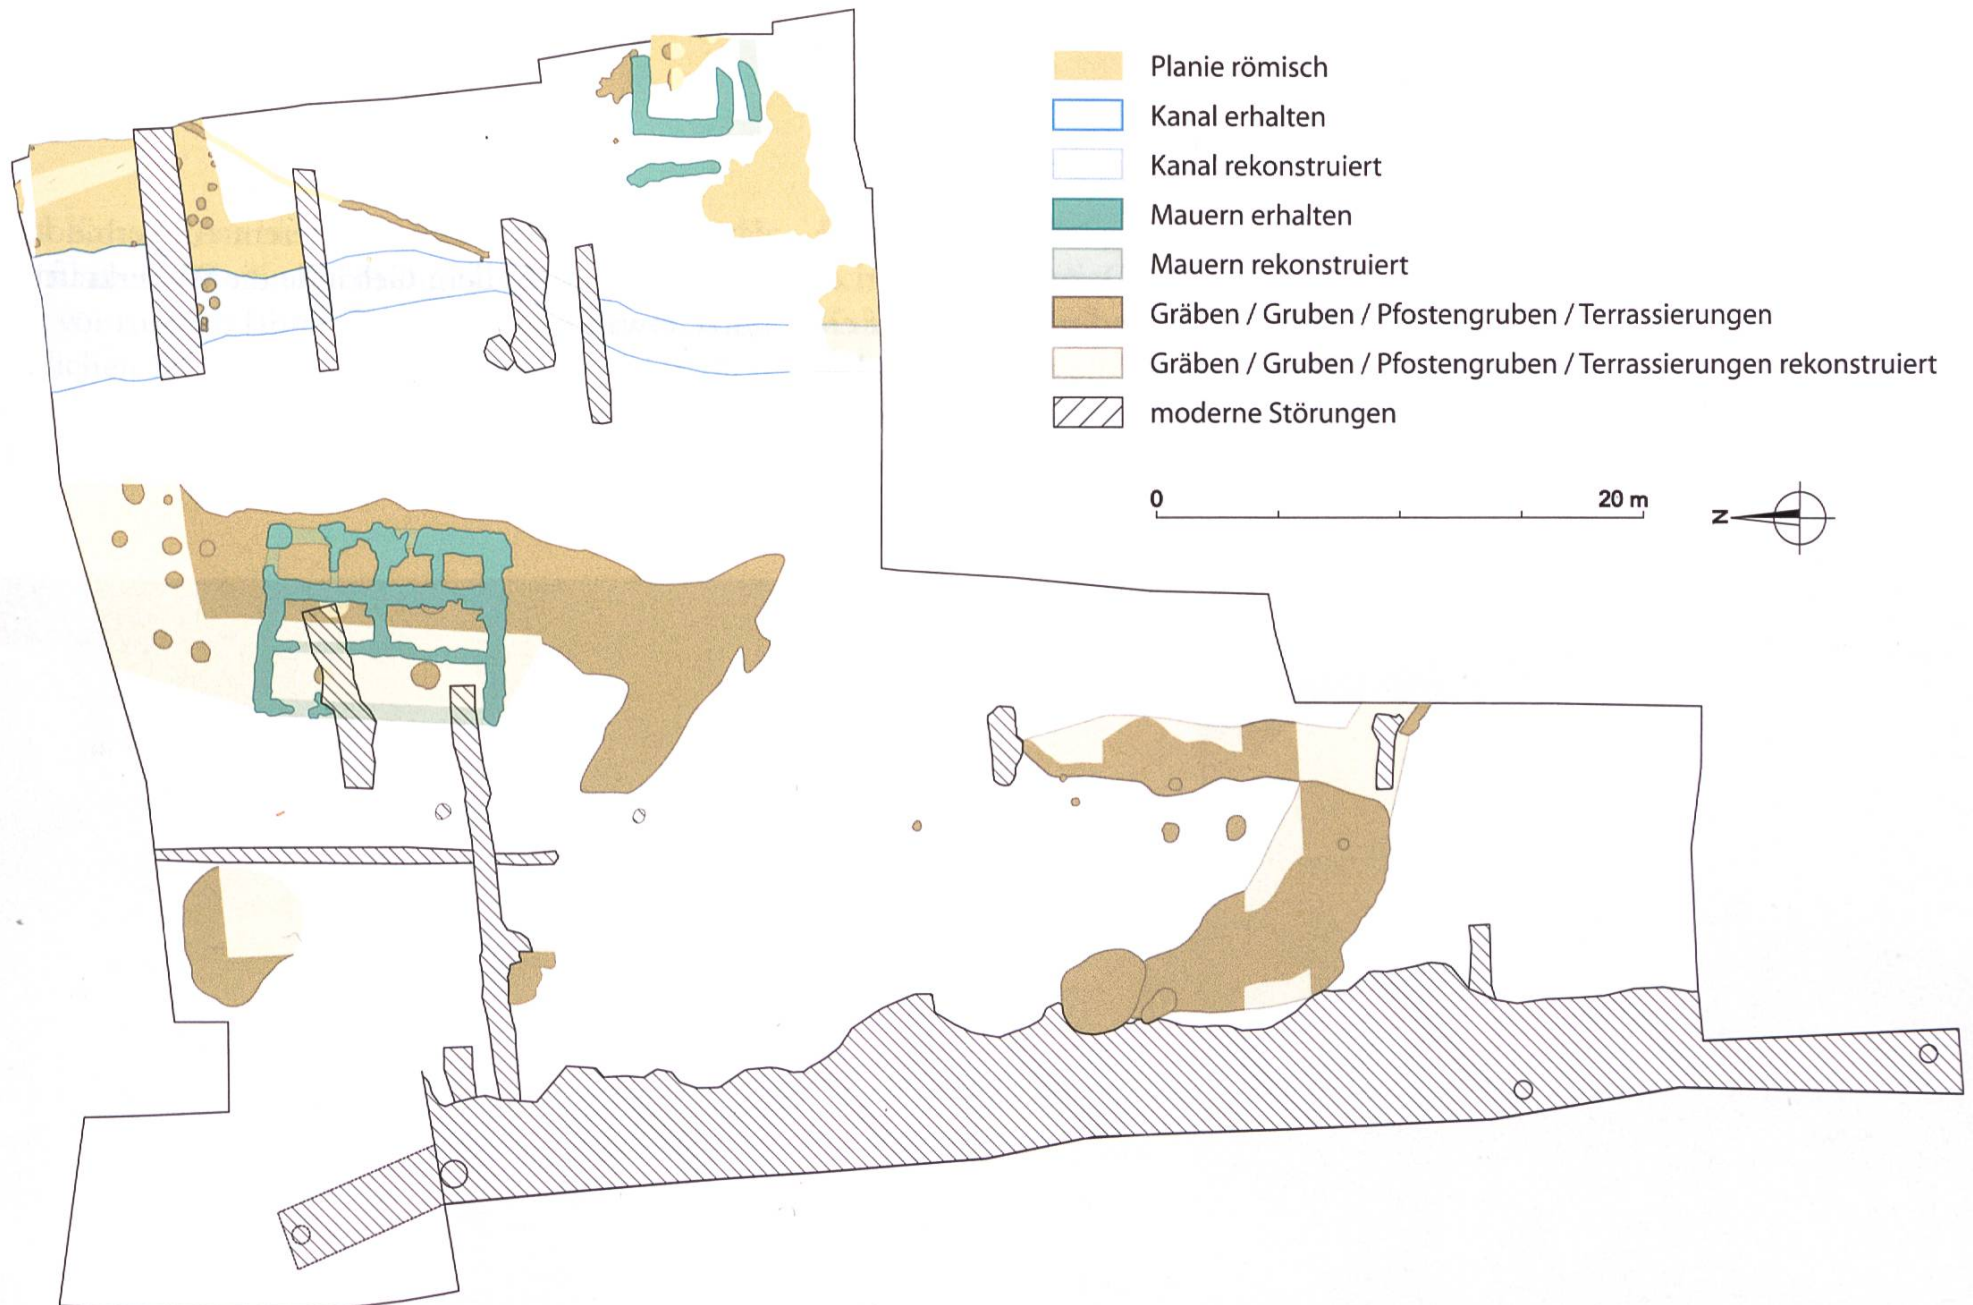 Planie römisch
Kanal erhalten
Kanal rekonstruiert
Mauern erhalten
Mauern rekonstruiert
Gräben / Gruben / Pfostengruben / Terrassierungen
Gräben / Gruben / Pfostengruben / Terrassierungen rekonstruiert
moderne Störungen
0 20 m
N